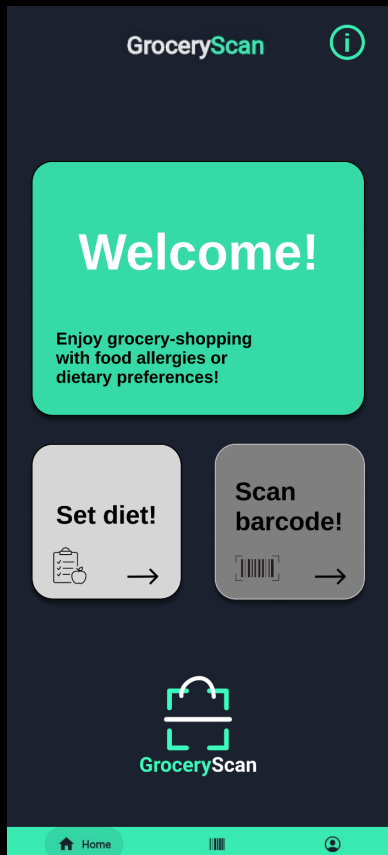 GroceryScan
Welcome!
Enjoy grocery-shopping
with food allergies or
dietary preferences!
Set diet!
Scan
barcode!
GroceryScan
Home